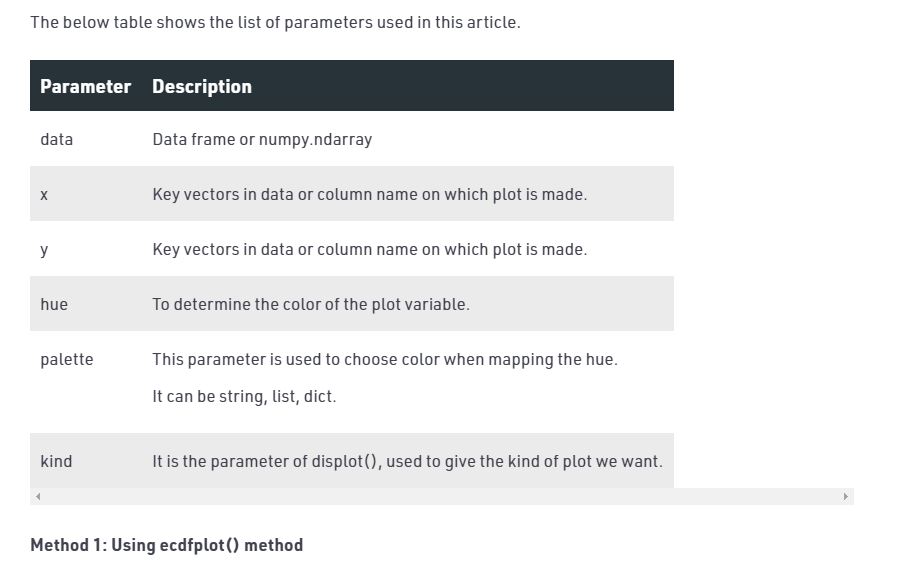 The below table shows the list of parameters used in this article.
Parameter Description
data Data frame or numpy.ndarray
x Key vectors in data or column name on which plot is made.
y Key vectors in data or column name on which plot is made.
hue To determine the color of the plot variable.
palette This parameter is used to choose color when mapping the hue.
It can be string, list, dict.
kind It is the parameter of displot(), used to give the kind of plot we want.
Method 1: Using ecdfplot() method